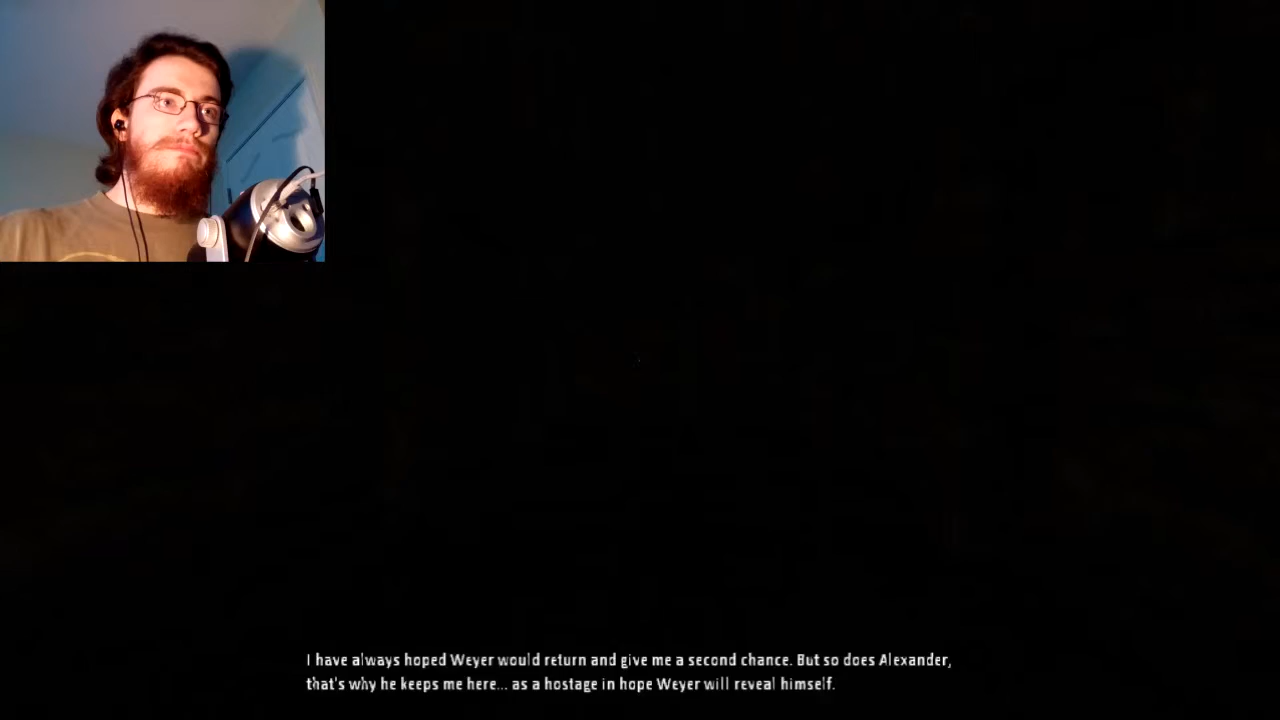 I have always hoped Weyer would return and give me a second chance. But so does Alexander,
that's why he keeps me here... as a hostage in hope Weyer will reveal himself.